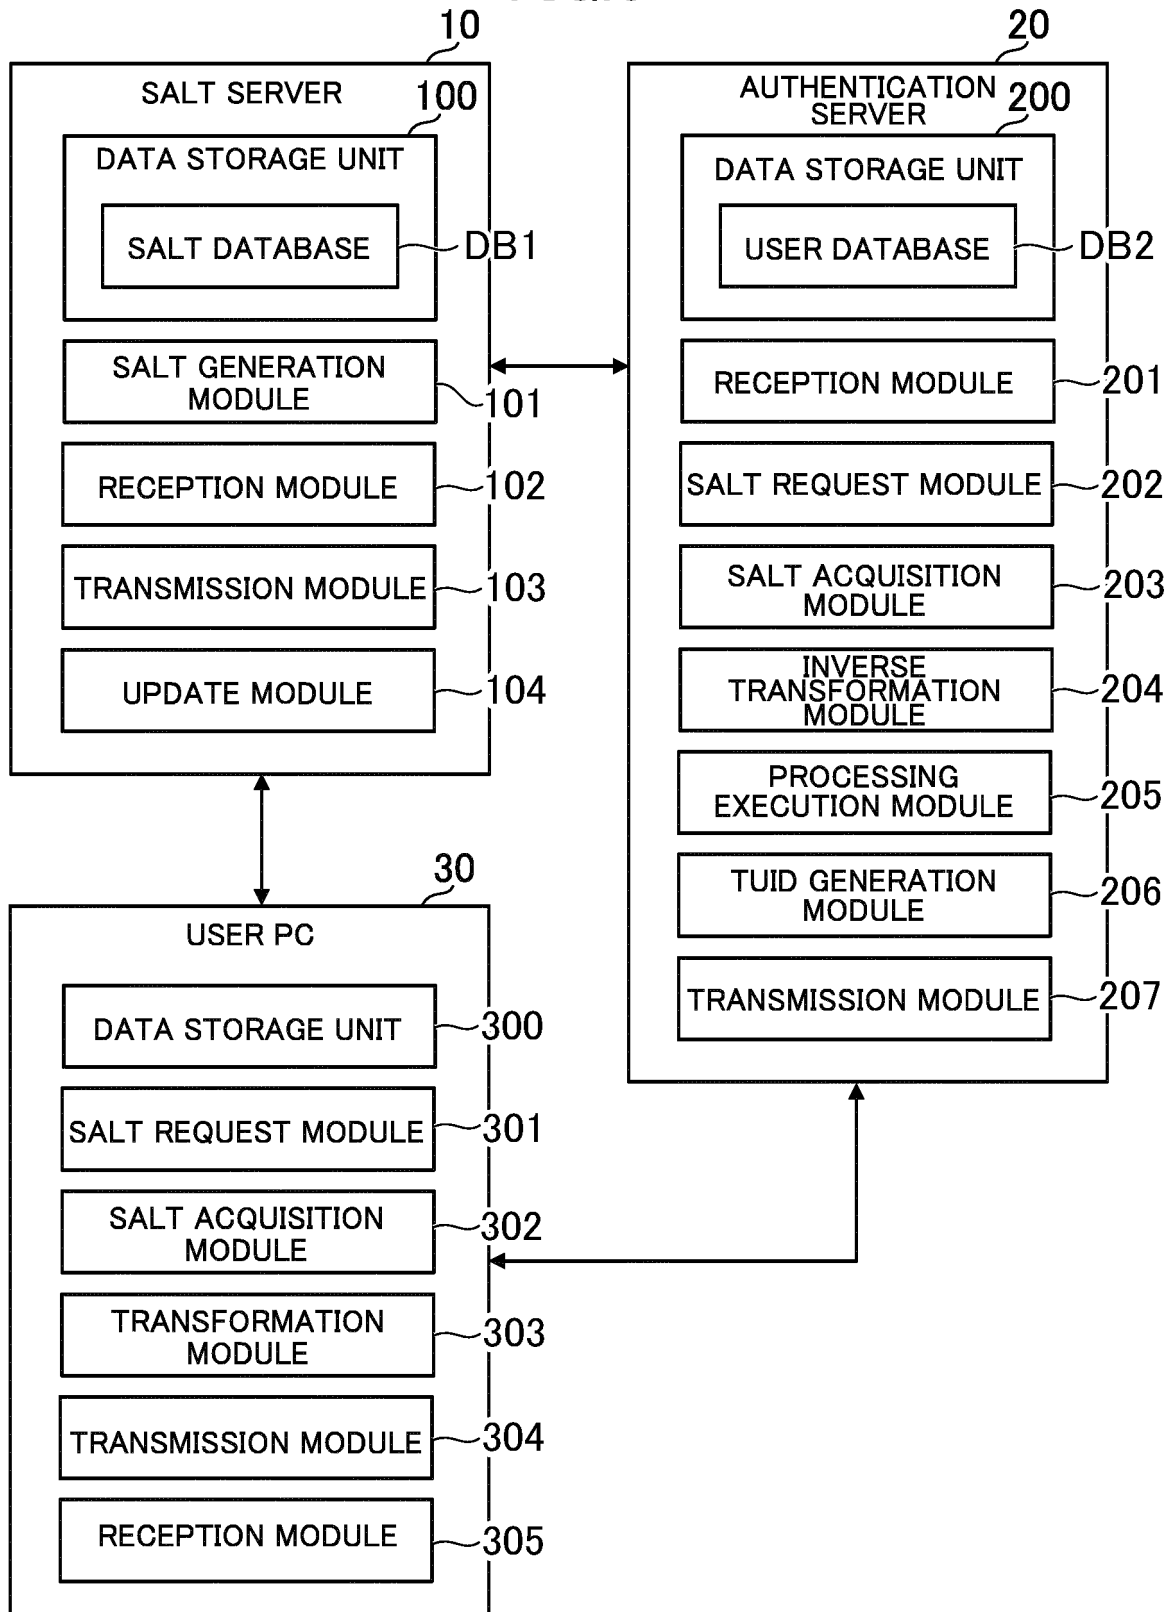 10
SALT SERVER
100
DATA STORAGE UNIT
SALT DATABASE
DB1
SALT GENERATION
MODULE
101
RECEPTION MODULE
102
TRANSMISSION MODULE
103
UPDATE MODULE
104
20
AUTHENTICATION
SERVER
200
DATA STORAGE UNIT
USER DATABASE
DB2
RECEPTION MODULE
201
SALT REQUEST MODULE
202
SALT ACQUISITION
MODULE
203
INVERSE
TRANSFORMATION
MODULE
204
PROCESSING
EXECUTION MODULE
205
TUID GENERATION
MODULE
206
TRANSMISSION MODULE
207
30
USER PC
DATA STORAGE UNIT
300
SALT REQUEST MODULE
301
SALT ACQUISITION
MODULE
302
TRANSFORMATION
MODULE
303
TRANSMISSION MODULE
304
RECEPTION MODULE
305